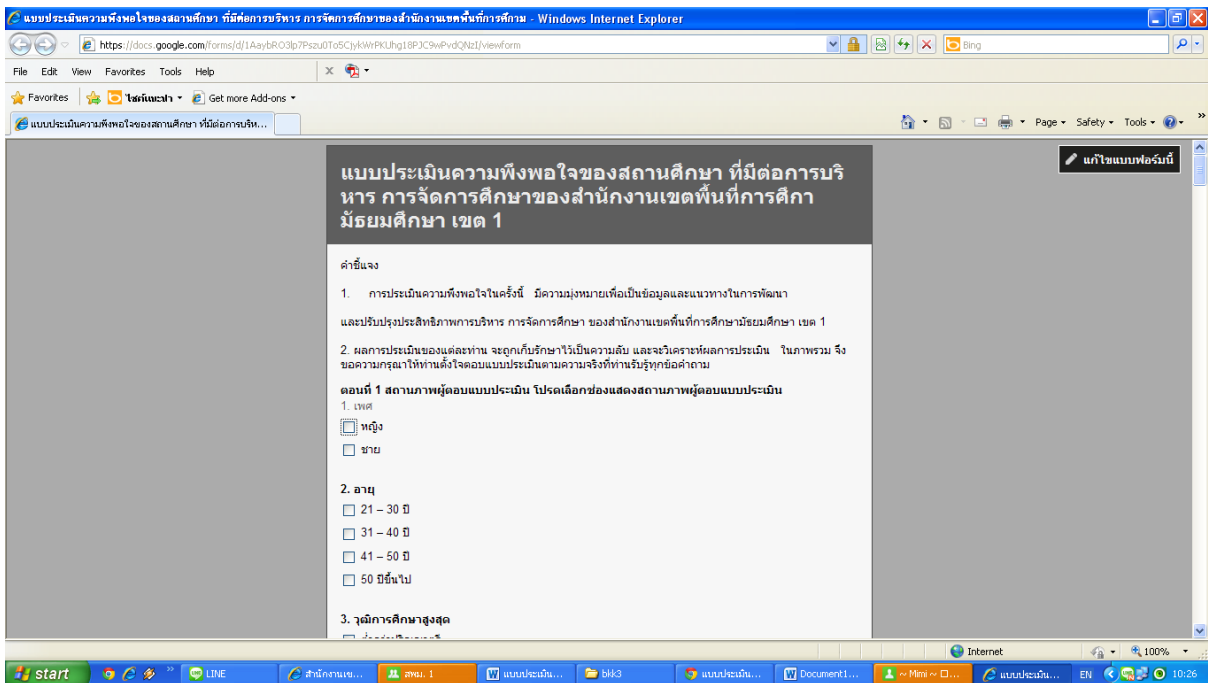 แบบประเมินความพึงพอใจของสถานศึกษา ที่มีต่อการบริหาร การจัดการศึกษาของสำนักงานเขตพื้นที่การศึกาม - Windows Internet Explorer
https://docs.google.com/forms/d/1AaybRO3lp7Pszu0To5CjykWrPKUhg18PJC9wPvdQNzI/viewform
Bing
File Edit View Favorites Tools Help
x
Favorites ไซต์แนะนำ Get more Add-ons
แบบประเมินความพึงพอใจของสถานศึกษา ที่มีต่อการบริห...
Page Safety Tools »
แก้ไขแบบฟอร์มนี้
แบบประเมินความพึงพอใจของสถานศึกษา ที่มีต่อการบริ
หาร การจัดการศึกษาของสำนักงานเขตพื้นที่การศึกา
มัธยมศึกษา เขต 1
คำชี้แจง
1. การประเมินความพึงพอใจในครั้งนี้ มีความมุ่งหมายเพื่อเป็นข้อมูลและแนวทางในการพัฒนา
และปรับปรุงประสิทธิภาพการบริหาร การจัดการศึกษา ของสำนักงานเขตพื้นที่การศึกษามัธยมศึกษา เขต 1
2. ผลการประเมินของแต่ละท่าน จะถูกเก็บรักษาไว้เป็นความลับ และจะวิเคราะห์ผลการประเมิน ในภาพรวม จึง
ขอความกรุณาให้ท่านตั้งใจตอบแบบประเมินตามความจริงที่ท่านรับรู้ทุกข้อคำถาม
ตอนที่ 1 สถานภาพผู้ตอบแบบประเมิน โปรดเลือกช่องแสดงสถานภาพผู้ตอบแบบประเมิน
1. เพศ
หญิง
ชาย
2. อายุ
21 – 30 ปี
31 – 40 ปี
41 – 50 ปี
50 ปีขึ้นไป
3. วุฒิการศึกษาสูงสุด
Internet 100%
start » LINE สำนักงานเข... สพม. 1 แบบประเมิน... bkk3 แบบประเมิน... Document1... ~ Mimi ~ แบบประเมิน... EN 10:26